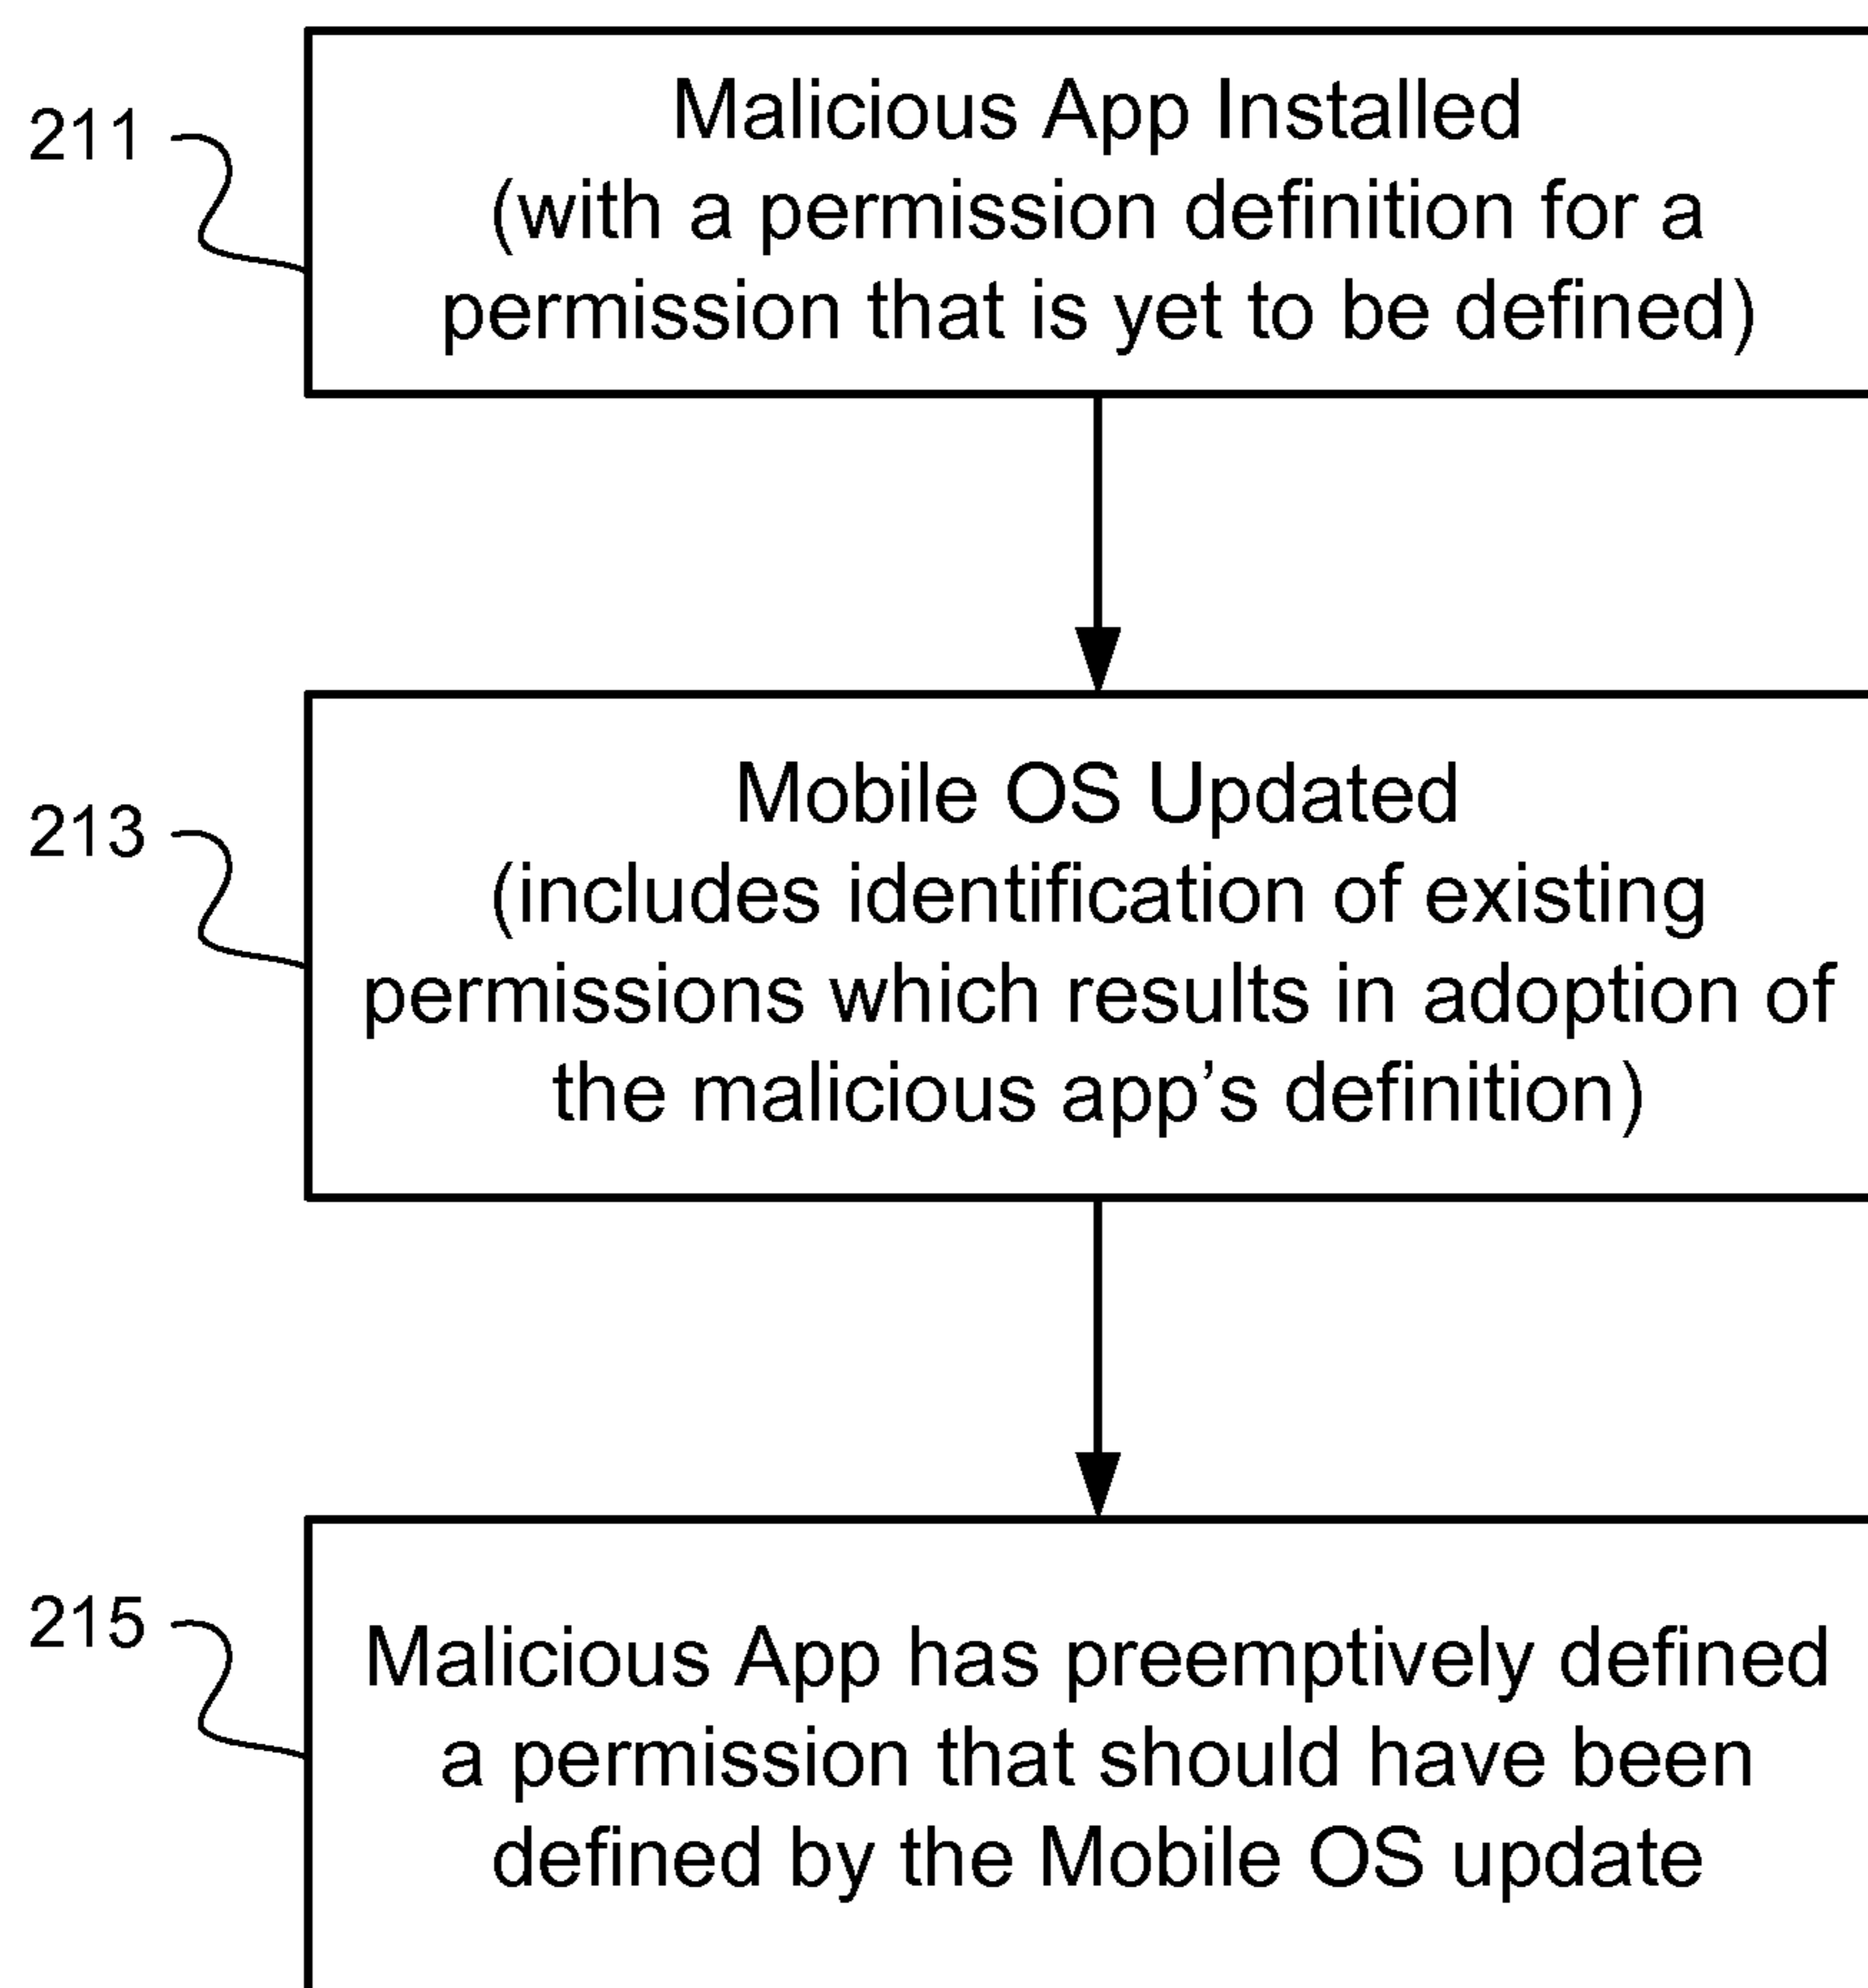 211
Malicious App Installed
(with a permission definition for a
permission that is yet to be defined)
213
Mobile OS Updated
(includes identification of existing
permissions which results in adoption of
the malicious app’s definition)
215
Malicious App has preemptively defined
a permission that should have been
defined by the Mobile OS update